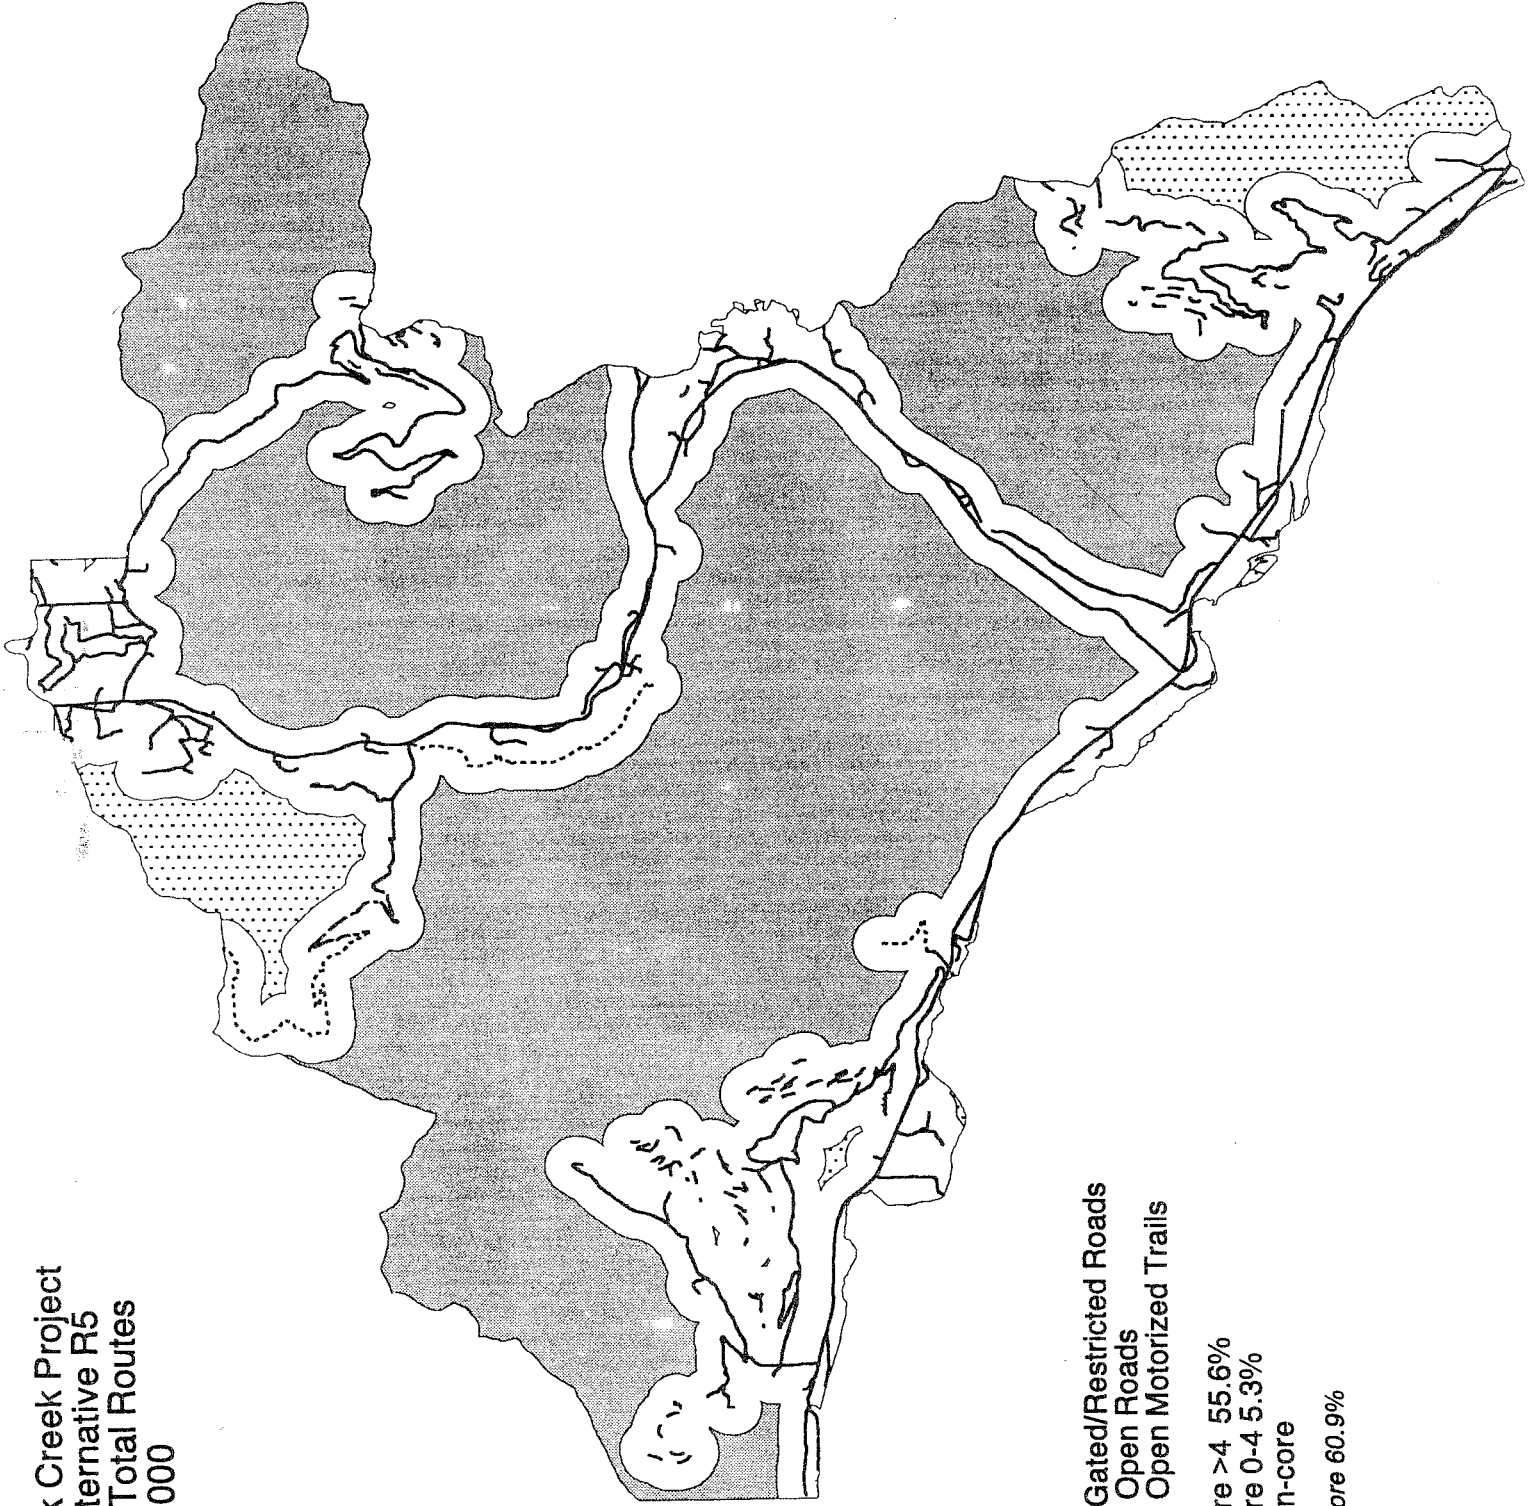 Creek Project
ternative R5
Total Routes
000
Gated/Restricted Roads
Open Roads
Open Motorized Trails
re >4 55.6%
re 0-4 5.3%
n-core
ore 60.9%